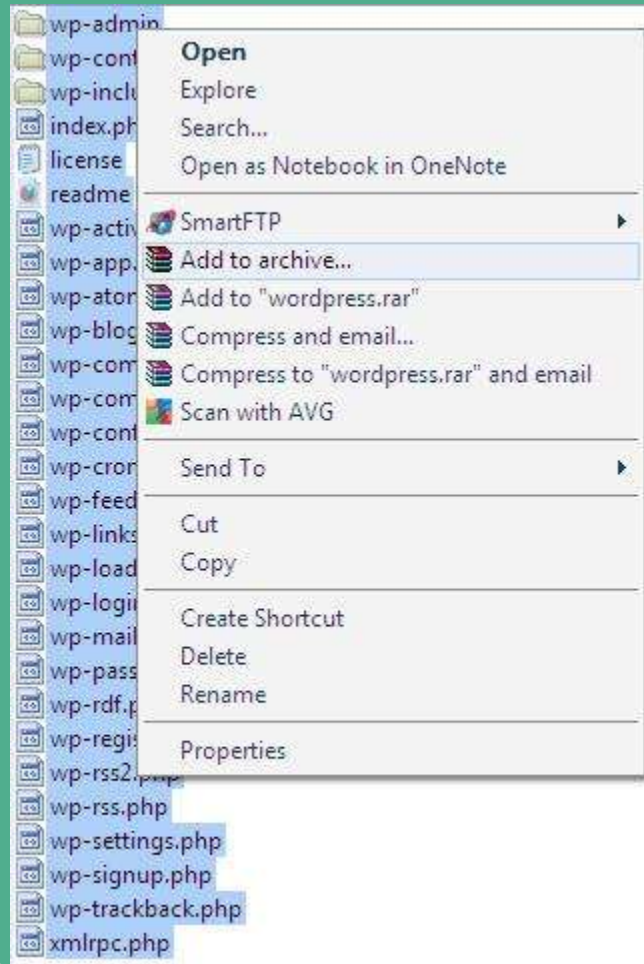 wp-admin
wp-cont
wp-inclu
index.ph
license
readme
wp-activ
wp-app.
wp-ator
wp-blog
wp-com
wp-com
wp-conf
wp-cron
wp-feed
wp-links
wp-load
wp-login
wp-mail
wp-pass
wp-rdf.p
wp-regis
wp-rss2.php
wp-rss.php
wp-settings.php
wp-signup.php
wp-trackback.php
xmlrpc.php
Open
Explore
Search...
Open as Notebook in OneNote
SmartFTP
Add to archive...
Add to "wordpress.rar"
Compress and email...
Compress to "wordpress.rar" and email
Scan with AVG
Send To
Cut
Copy
Create Shortcut
Delete
Rename
Properties